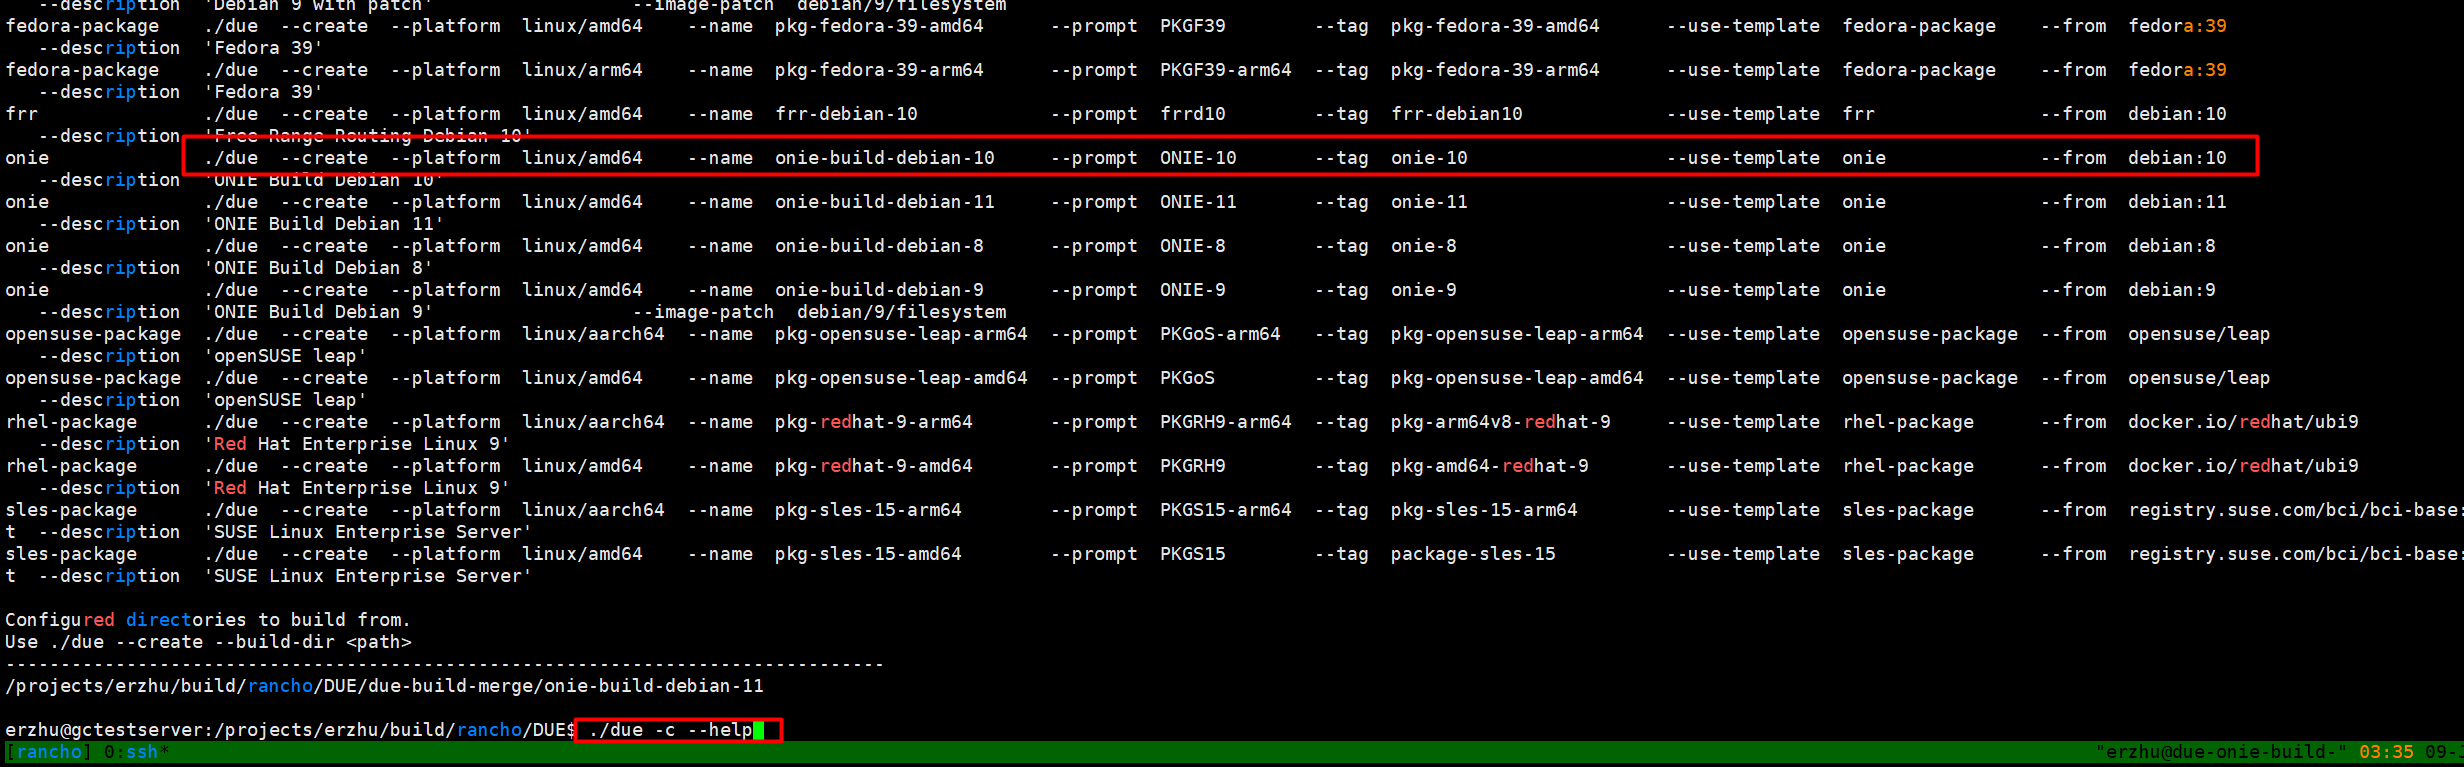 --description  'Debian 9 with patch'  --image-patch  debian/9/filesystem
fedora-package  ./due  --create  --platform  linux/amd64  --name  pkg-fedora-39-amd64  --prompt  PKGF39  --tag  pkg-fedora-39-amd64  --use-template  fedora-package  --from  fedora:39
--description  'Fedora 39'
fedora-package  ./due  --create  --platform  linux/arm64  --name  pkg-fedora-39-arm64  --prompt  PKGF39-arm64  --tag  pkg-fedora-39-arm64  --use-template  fedora-package  --from  fedora:39
--description  'Fedora 39'
frr  ./due  --create  --platform  linux/amd64  --name  frr-debian-10  --prompt  frrd10  --tag  frr-debian10  --use-template  frr  --from  debian:10
--description  'Free Range Routing Debian 10'
onie  ./due  --create  --platform  linux/amd64  --name  onie-build-debian-10  --prompt  ONIE-10  --tag  onie-10  --use-template  onie  --from  debian:10
--description  'ONIE Build Debian 10'
onie  ./due  --create  --platform  linux/amd64  --name  onie-build-debian-11  --prompt  ONIE-11  --tag  onie-11  --use-template  onie  --from  debian:11
--description  'ONIE Build Debian 11'
onie  ./due  --create  --platform  linux/amd64  --name  onie-build-debian-8  --prompt  ONIE-8  --tag  onie-8  --use-template  onie  --from  debian:8
--description  'ONIE Build Debian 8'
onie  ./due  --create  --platform  linux/amd64  --name  onie-build-debian-9  --prompt  ONIE-9  --tag  onie-9  --use-template  onie  --from  debian:9
--description  'ONIE Build Debian 9'  --image-patch  debian/9/filesystem
opensuse-package  ./due  --create  --platform  linux/aarch64  --name  pkg-opensuse-leap-arm64  --prompt  PKGoS-arm64  --tag  pkg-opensuse-leap-arm64  --use-template  opensuse-package  --from  opensuse/leap
--description  'openSUSE leap'
opensuse-package  ./due  --create  --platform  linux/amd64  --name  pkg-opensuse-leap-amd64  --prompt  PKGoS  --tag  pkg-opensuse-leap-amd64  --use-template  opensuse-package  --from  opensuse/leap
--description  'openSUSE leap'
rhel-package  ./due  --create  --platform  linux/aarch64  --name  pkg-redhat-9-arm64  --prompt  PKGRH9-arm64  --tag  pkg-arm64v8-redhat-9  --use-template  rhel-package  --from  docker.io/redhat/ubi9
--description  'Red Hat Enterprise Linux 9'
rhel-package  ./due  --create  --platform  linux/amd64  --name  pkg-redhat-9-amd64  --prompt  PKGRH9  --tag  pkg-amd64-redhat-9  --use-template  rhel-package  --from  docker.io/redhat/ubi9
--description  'Red Hat Enterprise Linux 9'
sles-package  ./due  --create  --platform  linux/aarch64  --name  pkg-sles-15-arm64  --prompt  PKGS15-arm64  --tag  pkg-sles-15-arm64  --use-template  sles-package  --from  registry.suse.com/bci/bci-base:
t  --description  'SUSE Linux Enterprise Server'
sles-package  ./due  --create  --platform  linux/amd64  --name  pkg-sles-15-amd64  --prompt  PKGS15  --tag  package-sles-15  --use-template  sles-package  --from  registry.suse.com/bci/bci-base:
t  --description  'SUSE Linux Enterprise Server'
Configured directories to build from.
Use ./due --create --build-dir <path>
--------------------------------------------------------------------------------
/projects/erzhu/build/rancho/DUE/due-build-merge/onie-build-debian-11
erzhu@gctestserver:/projects/erzhu/build/rancho/DUE$ ./due -c --help
[rancho] 0:ssh*  "erzhu@due-onie-build-" 03:35 09-